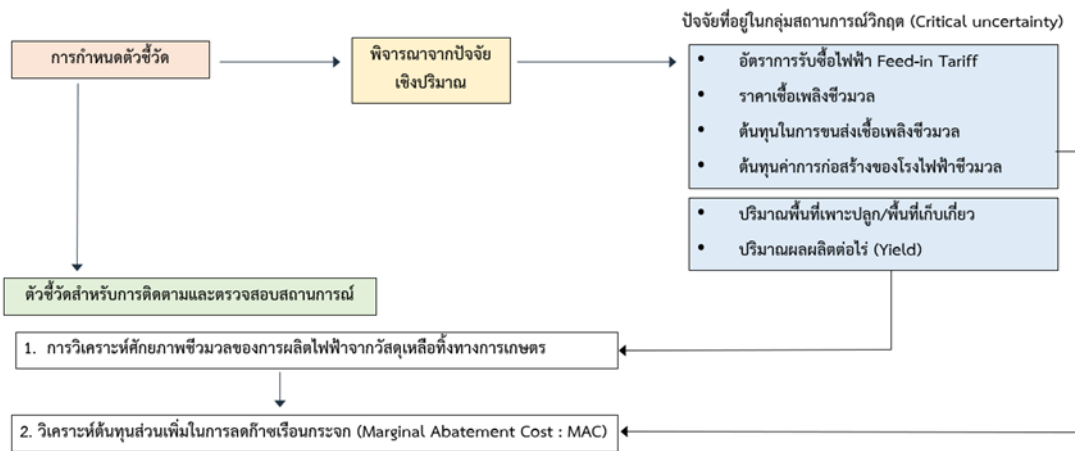 ปัจจัยที่อยู่ในกลุ่มสถานการณ์วิกฤต (Critical uncertainty)
การกำหนดตัวชี้วัด
พิจารณาจากปัจจัย
เชิงปริมาณ
• อัตราการรับซื้อไฟฟ้า Feed-in Tariff
• ราคาเชื้อเพลิงชีวมวล
• ต้นทุนในการขนส่งเชื้อเพลิงชีวมวล
• ต้นทุนค่าการก่อสร้างของโรงไฟฟ้าชีวมวล
• ปริมาณพื้นที่เพาะปลูก/พื้นที่เก็บเกี่ยว
• ปริมาณผลผลิตต่อไร่ (Yield)
ตัวชี้วัดสำหรับการติดตามและตรวจสอบสถานการณ์
1. การวิเคราะห์ศักยภาพชีวมวลของการผลิตไฟฟ้าจากวัสดุเหลือทิ้งทางการเกษตร
2. วิเคราะห์ต้นทุนส่วนเพิ่มในการลดก๊าซเรือนกระจก (Marginal Abatement Cost : MAC)